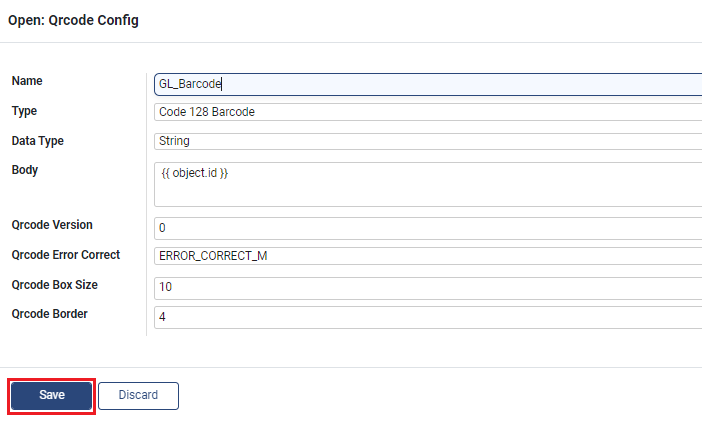 Open: Qrcode Config
Name GL_Barcode
Type Code 128 Barcode
Data Type String
Body {{ object.id }}
Qrcode Version 0
Qrcode Error Correct ERROR_CORRECT_M
Qrcode Box Size 10
Qrcode Border 4
Save Discard